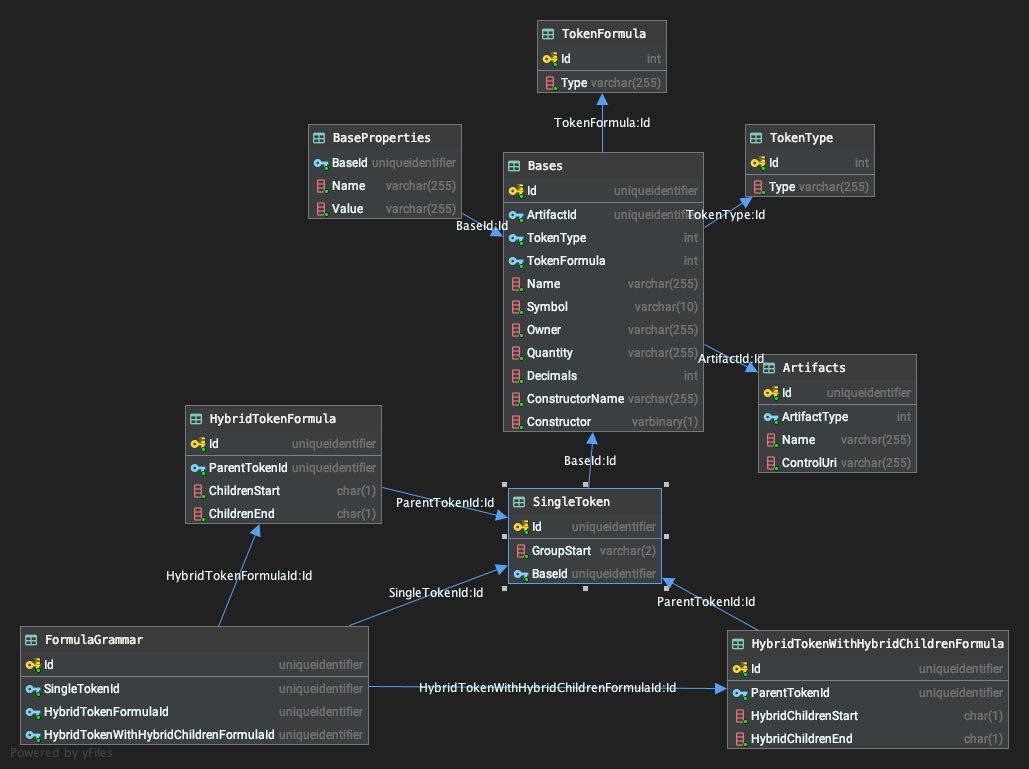 TokenFormula
Id int
Type varchar(255)
TokenFormula:Id
BaseProperties
BaseId uniqueidentifier
Name varchar(255)
Value varchar(255)
BaseId:Id
TokenType
Id int
Type varchar(255)
TokenType:Id
Bases
Id uniqueidentifier
ArtifactId uniqueidentifier
TokenType int
TokenFormula int
Name varchar(255)
Symbol varchar(10)
Owner varchar(255)
Quantity varchar(255)
Decimals int
ConstructorName varchar(255)
Constructor varbinary(1)
ArtifactId:Id
Artifacts
Id uniqueidentifier
ArtifactType int
Name varchar(255)
ControlUri varchar(255)
HybridTokenFormula
Id uniqueidentifier
ParentTokenId uniqueidentifier
ChildrenStart char(1)
ChildrenEnd char(1)
BaseId:Id
ParentTokenId:Id
SingleToken
Id uniqueidentifier
GroupStart varchar(2)
BaseId uniqueidentifier
HybridTokenFormulaId:Id
SingleTokenId:Id
ParentTokenId:Id
FormulaGrammar
Id uniqueidentifier
SingleTokenId uniqueidentifier
HybridTokenFormulaId uniqueidentifier
HybridTokenWithHybridChildrenFormulaId uniqueidentifier
HybridTokenWithHybridChildrenFormulaId:Id
HybridTokenWithHybridChildrenFormula
Id uniqueidentifier
ParentTokenId uniqueidentifier
HybridChildrenStart char(1)
HybridChildrenEnd char(1)
Powered by yFiles